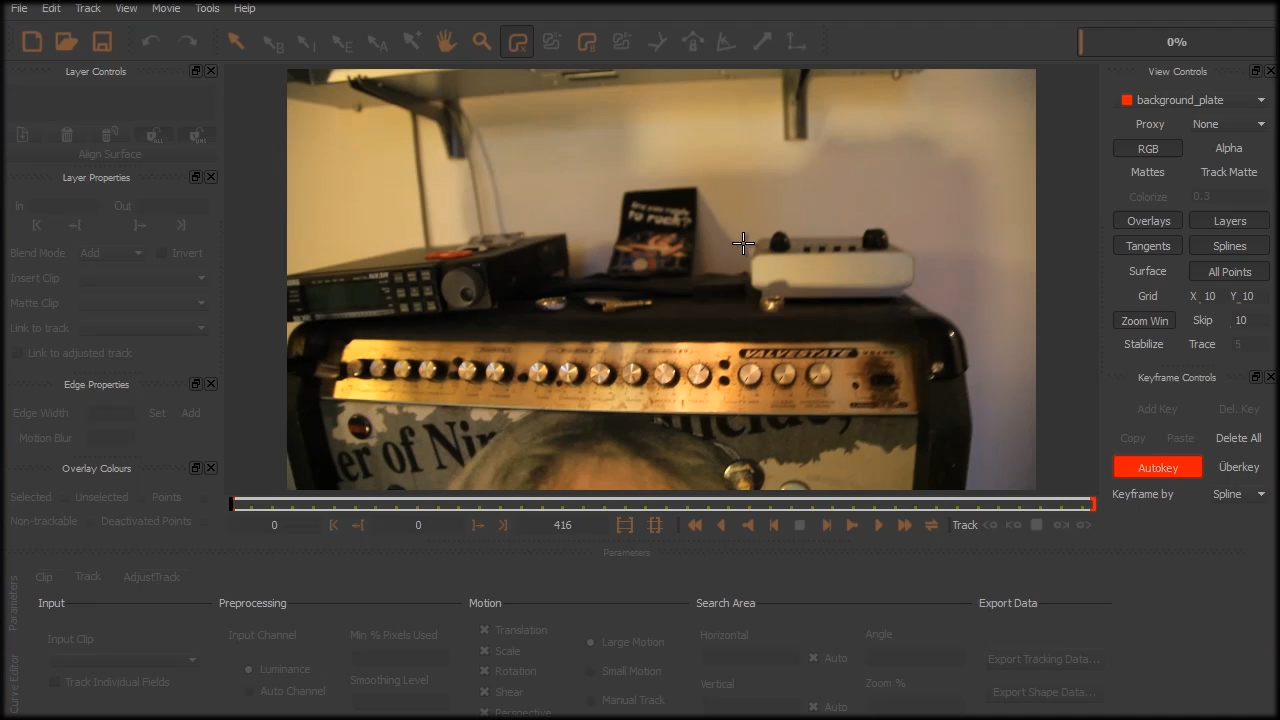 File Edit Track View Movie Tools Help
0%
Layer Controls
Align Surface
Layer Properties
In Out
Blend Mode Add Invert
Insert Clip
Matte Clip
Link to track
Link to adjusted track
Edge Properties
Edge Width Set Add
Motion Blur
Overlay Colours
Selected Unselected Points
Non-trackable Deactivated Points
TO ROCK?
NX5R
VALVESTATE
er of Nin
View Controls
background_plate
Proxy None
RGB Alpha
Mattes Track Matte
Colorize 0.3
Overlays Layers
Tangents Splines
Surface All Points
Grid X 10 Y 10
Zoom Win Skip 10
Stabilize Trace 5
Keyframe Controls
Add Key Del. Key
Copy Paste Delete All
Autokey Überkey
Keyframe by Spline
0 0 416 Track
Parameters
Parameters
Curve Editor
Clip Track AdjustTrack
Input
Input Clip
Track Individual Fields
Preprocessing
Input Channel Min % Pixels Used
Luminance
Smoothing Level
Auto Channel
Motion
Translation
Scale
Rotation
Shear
Perspective
Large Motion
Small Motion
Manual Track
Search Area
Horizontal Angle
Auto
Vertical Zoom %
Auto
Export Data
Export Tracking Data...
Export Shape Data...